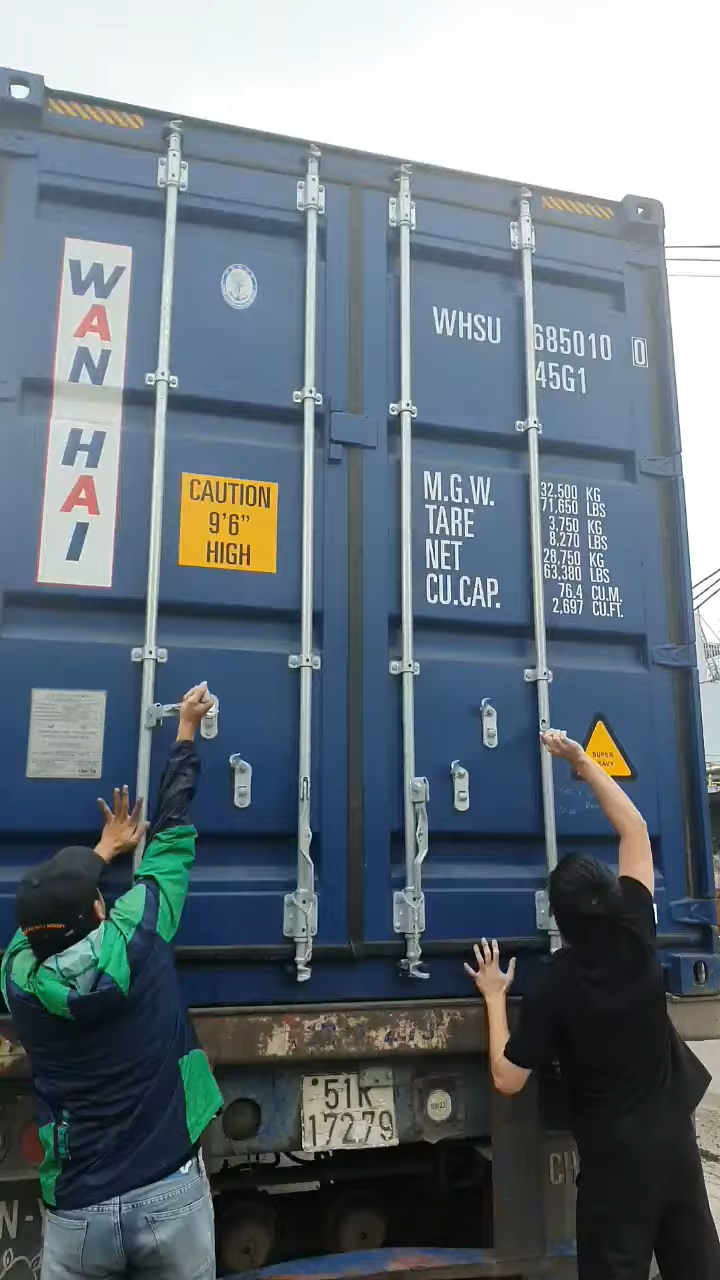 WAN HAI
WHSU 685010 0
45G1
CAUTION
9'6"
HIGH
M.G.W. 32,500 KG
71,650 LBS
TARE 3,750 KG
8,270 LBS
NET 28,750 KG
63,380 LBS
CU.CAP. 76.4 CU.M.
2,697 CU.FT.
SUPER
HEAVY
51R
17279